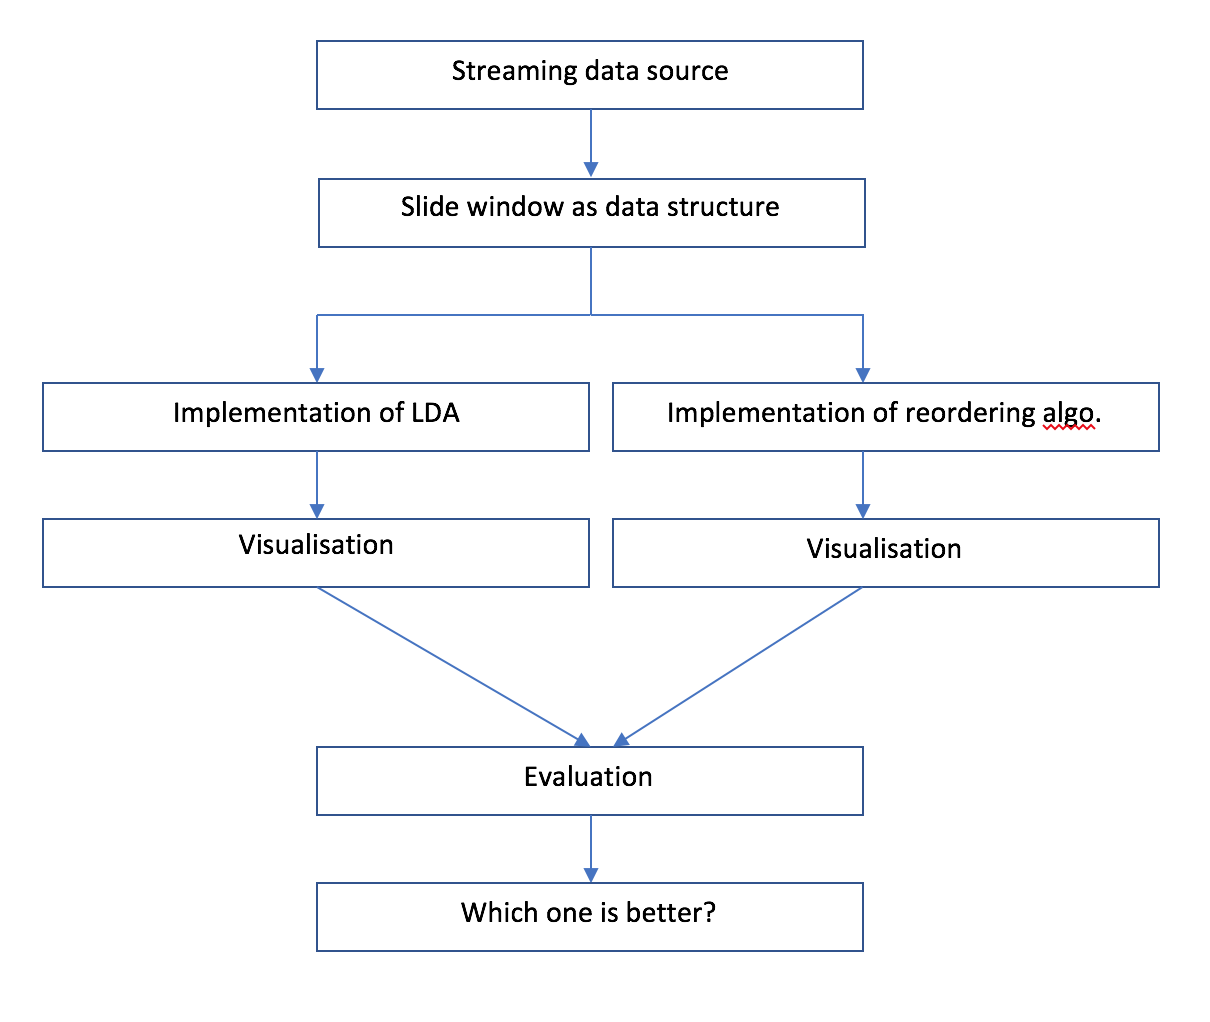 Streaming data source
Slide window as data structure
Implementation of LDA
Implementation of reordering algo.
Visualisation
Visualisation
Evaluation
Which one is better?